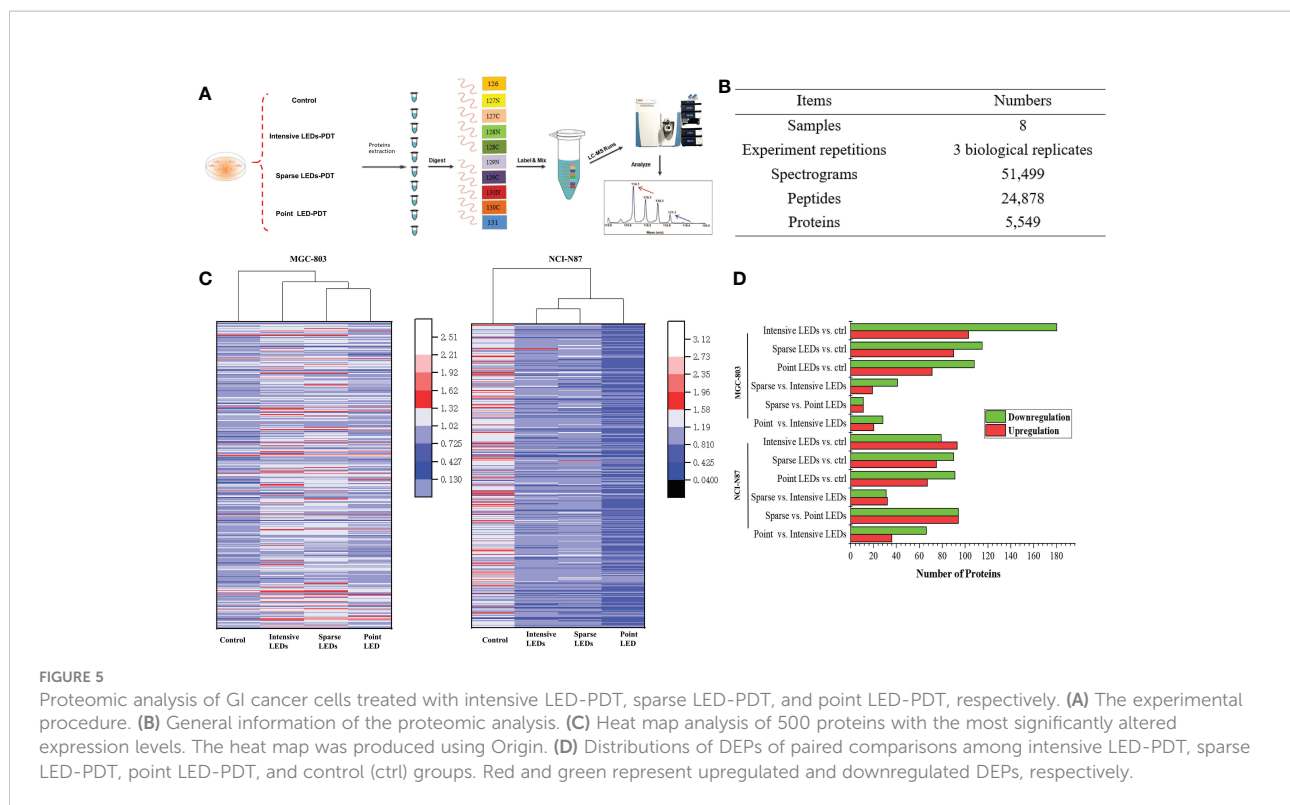 A
Control
Intensive LEDs-PDT
Sparse LEDs-PDT
Point LED-PDT
Proteins
extraction
Digest
126
127N
127C
128N
128C
129N
129C
130N
130C
131
Label & Mix
LC-MS Runs
Analyze
Mass (m/z)
B
Items Numbers
Samples 8
Experiment repetitions 3 biological replicates
Spectrograms 51,499
Peptides 24,878
Proteins 5,549
C
MGC-803
2.51
2.21
1.92
1.62
1.32
1.02
0.725
0.427
0.130
Control Intensive LEDs Sparse LEDs Point LED
NCI-N87
3.12
2.73
2.35
1.96
1.58
1.19
0.810
0.425
0.0400
Control Intensive LEDs Sparse LEDs Point LED
D
MGC-803
Intensive LEDs vs. ctrl
Sparse LEDs vs. ctrl
Point LEDs vs. ctrl
Sparse vs. Intensive LEDs
Sparse vs. Point LEDs
Point vs. Intensive LEDs
NCI-N87
Intensive LEDs vs. ctrl
Sparse LEDs vs. ctrl
Point LEDs vs. ctrl
Sparse vs. Intensive LEDs
Sparse vs. Point LEDs
Point vs. Intensive LEDs
Downregulation
Upregulation
0 20 40 60 80 100 120 140 160 180
Number of Proteins
FIGURE 5
Proteomic analysis of GI cancer cells treated with intensive LED-PDT, sparse LED-PDT, and point LED-PDT, respectively. (A) The experimental
procedure. (B) General information of the proteomic analysis. (C) Heat map analysis of 500 proteins with the most significantly altered
expression levels. The heat map was produced using Origin. (D) Distributions of DEPs of paired comparisons among intensive LED-PDT, sparse
LED-PDT, point LED-PDT, and control (ctrl) groups. Red and green represent upregulated and downregulated DEPs, respectively.